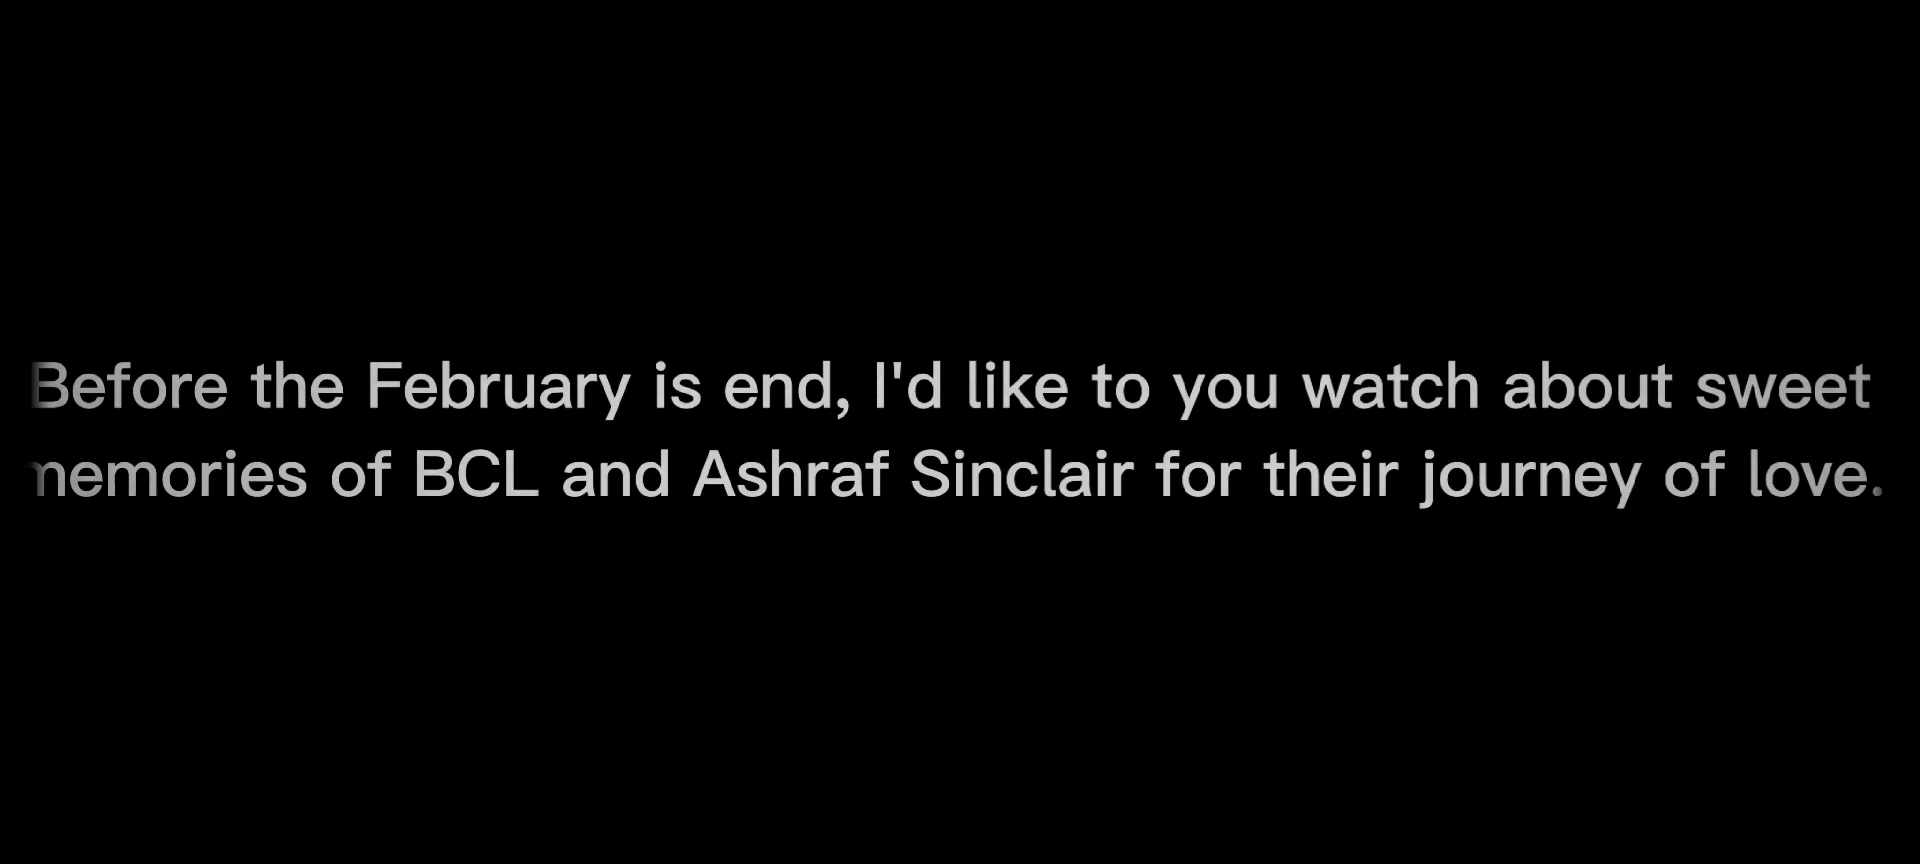 Before the February is end, I'd like to you watch about sweet
memories of BCL and Ashraf Sinclair for their journey of love.